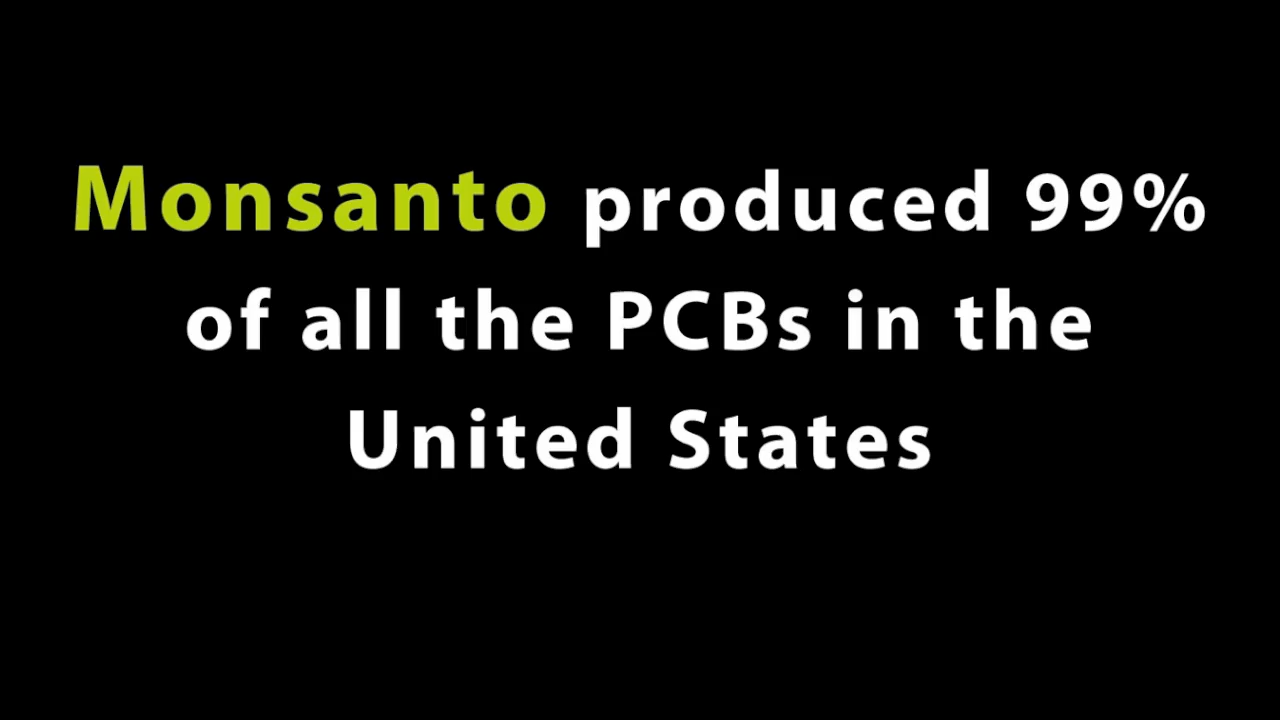 Monsanto produced 99%
of all the PCBs in the
United States